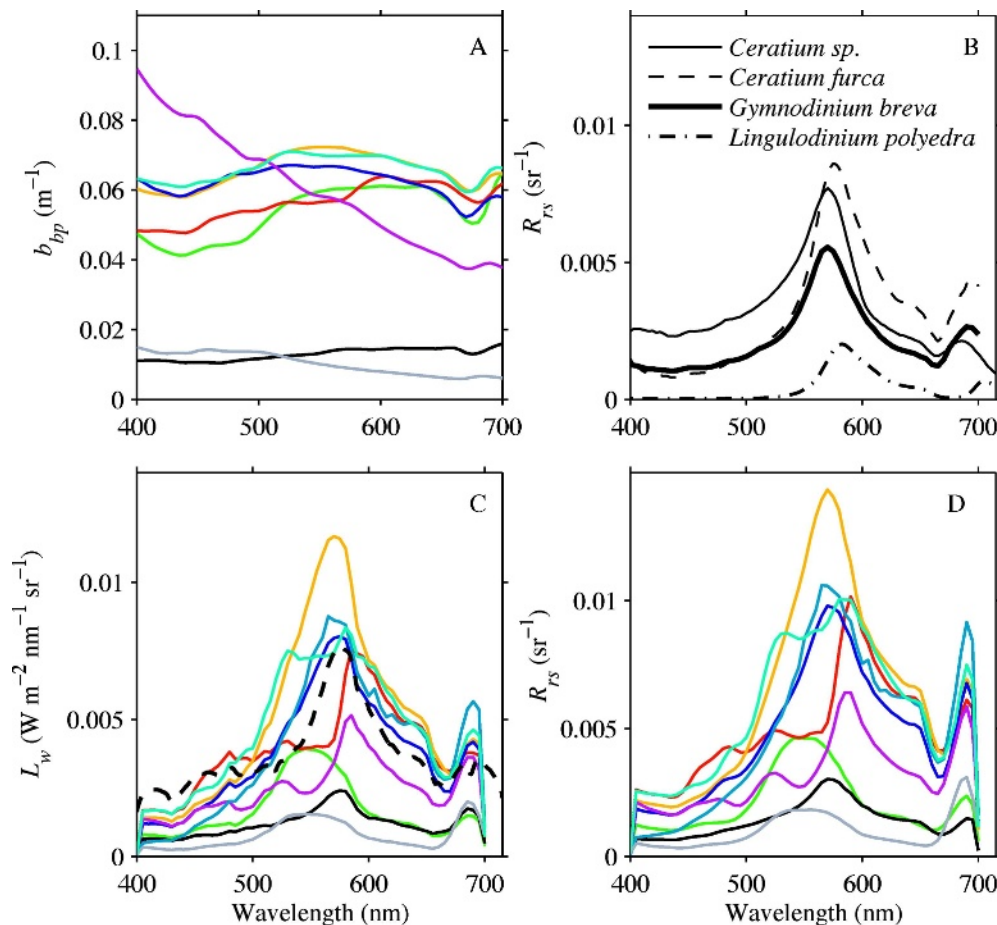 A
0.1
0.08
0.06
0.04
0.02
0
b_bp (m⁻¹)
400 500 600 700
B
Ceratium sp.
Ceratium furca
Gymnodinium breva
Lingulodinium polyedra
0.01
0.005
0
R_rs (sr⁻¹)
400 500 600 700
C
0.01
0.005
0
L_w (W m⁻² nm⁻¹ sr⁻¹)
400 500 600 700
Wavelength (nm)
D
0.01
0.005
0
R_rs (sr⁻¹)
400 500 600 700
Wavelength (nm)